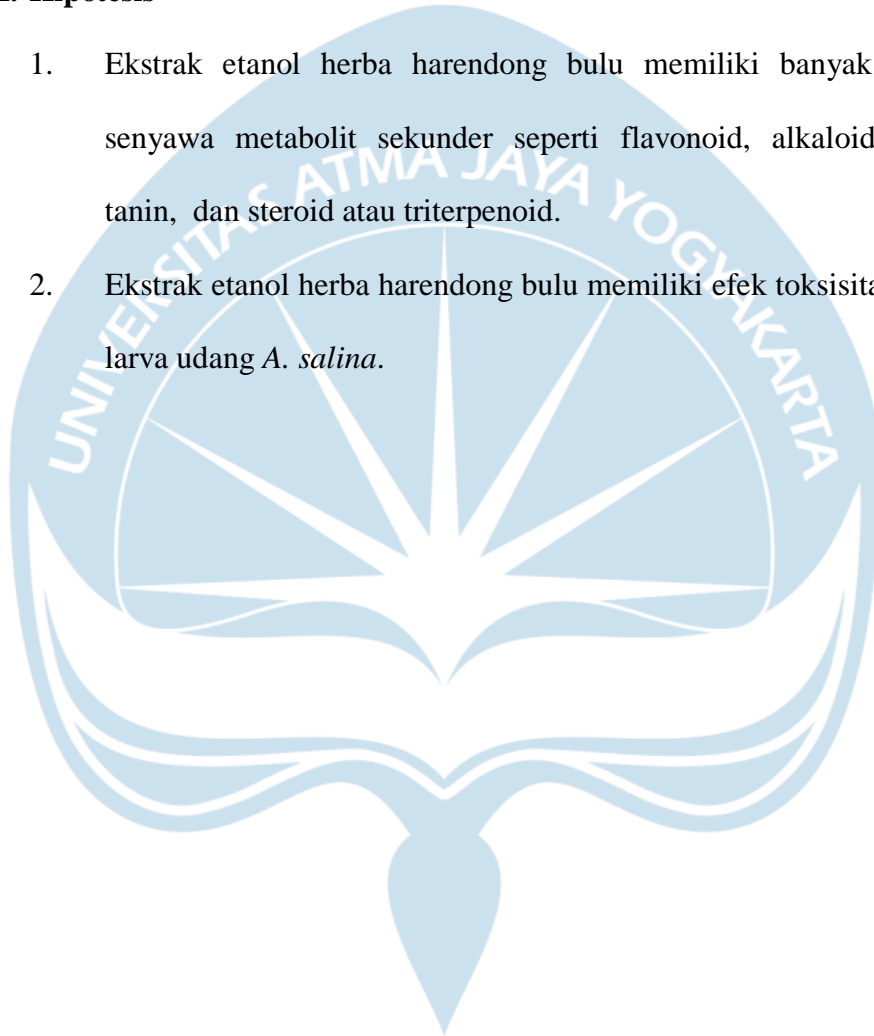 Hipotesis
1. Ekstrak etanol herba harendong bulu memiliki banyak
senyawa metabolit sekunder seperti flavonoid, alkaloid
tanin, dan steroid atau triterpenoid.
2. Ekstrak etanol herba harendong bulu memiliki efek
larva udang A. salina.
UNIVERSITAS ATMA JAYA YOGYAKARTA